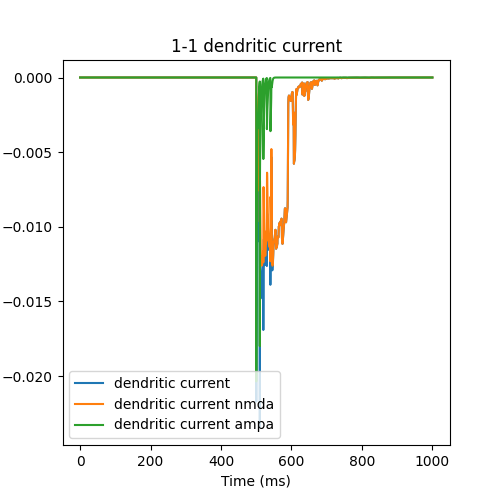 1-1 dendritic current
0.000
−0.005
−0.010
−0.015
−0.020
dendritic current
dendritic current nmda
dendritic current ampa
0 200 400 600 800 1000
Time (ms)